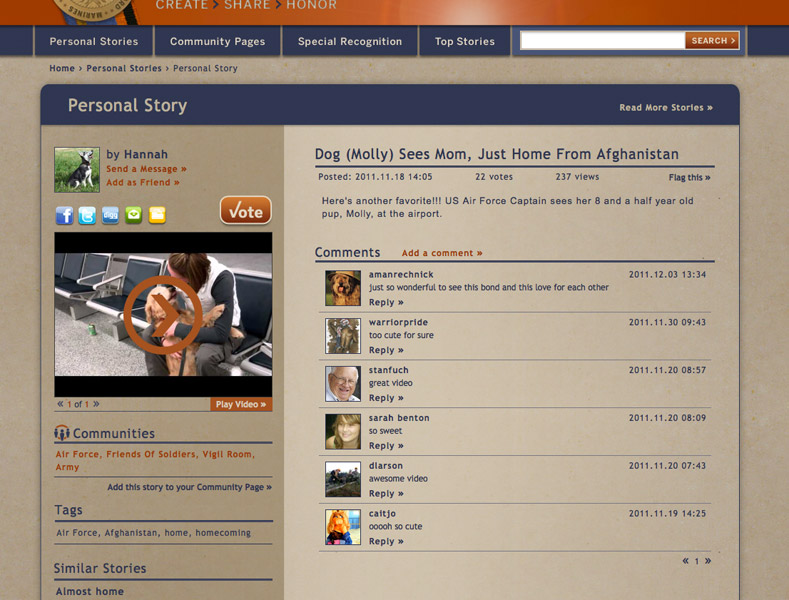 CREATE > SHARE > HONOR
MARINES
Personal Stories
Community Pages
Special Recognition
Top Stories
SEARCH >
Home > Personal Stories > Personal Story
Personal Story
Read More Stories »
by Hannah
Send a Message »
Add as Friend »
digg
Vote
« 1 of 1 »
Play Video »
Communities
Air Force, Friends Of Soldiers, Vigil Room,
Army
Add this story to your Community Page »
Tags
Air Force, Afghanistan, home, homecoming
Similar Stories
Almost home
Dog (Molly) Sees Mom, Just Home From Afghanistan
Posted: 2011.11.18 14:05
22 votes
237 views
Flag this »
Here's another favorite!!! US Air Force Captain sees her 8 and a half year old
pup, Molly, at the airport.
Comments
Add a comment »
amanrechnick
2011.12.03 13:34
just so wonderful to see this bond and this love for each other
Reply »
warriorpride
2011.11.30 09:43
too cute for sure
Reply »
stanfuch
2011.11.20 08:57
great video
Reply »
sarah benton
2011.11.20 08:09
so sweet
Reply »
dlarson
2011.11.20 07:43
awesome video
Reply »
caitjo
2011.11.19 14:25
ooooh so cute
Reply »
« 1 »